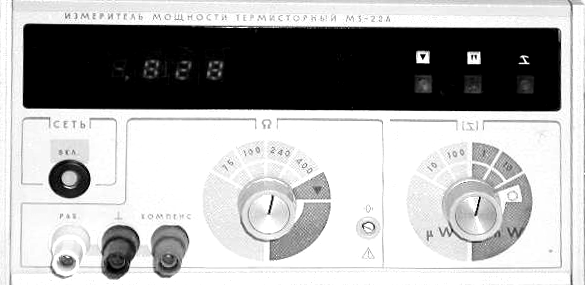 ИЗМЕРИТЕЛЬ МОЩНОСТИ ТЕРМИСТОРНЫЙ М3-22А
СЕТЬ
ВКЛ.
Ω
75 100 240 400
10 100 1 10
μW mW
РАБ. ⊥ КОМПЕНС